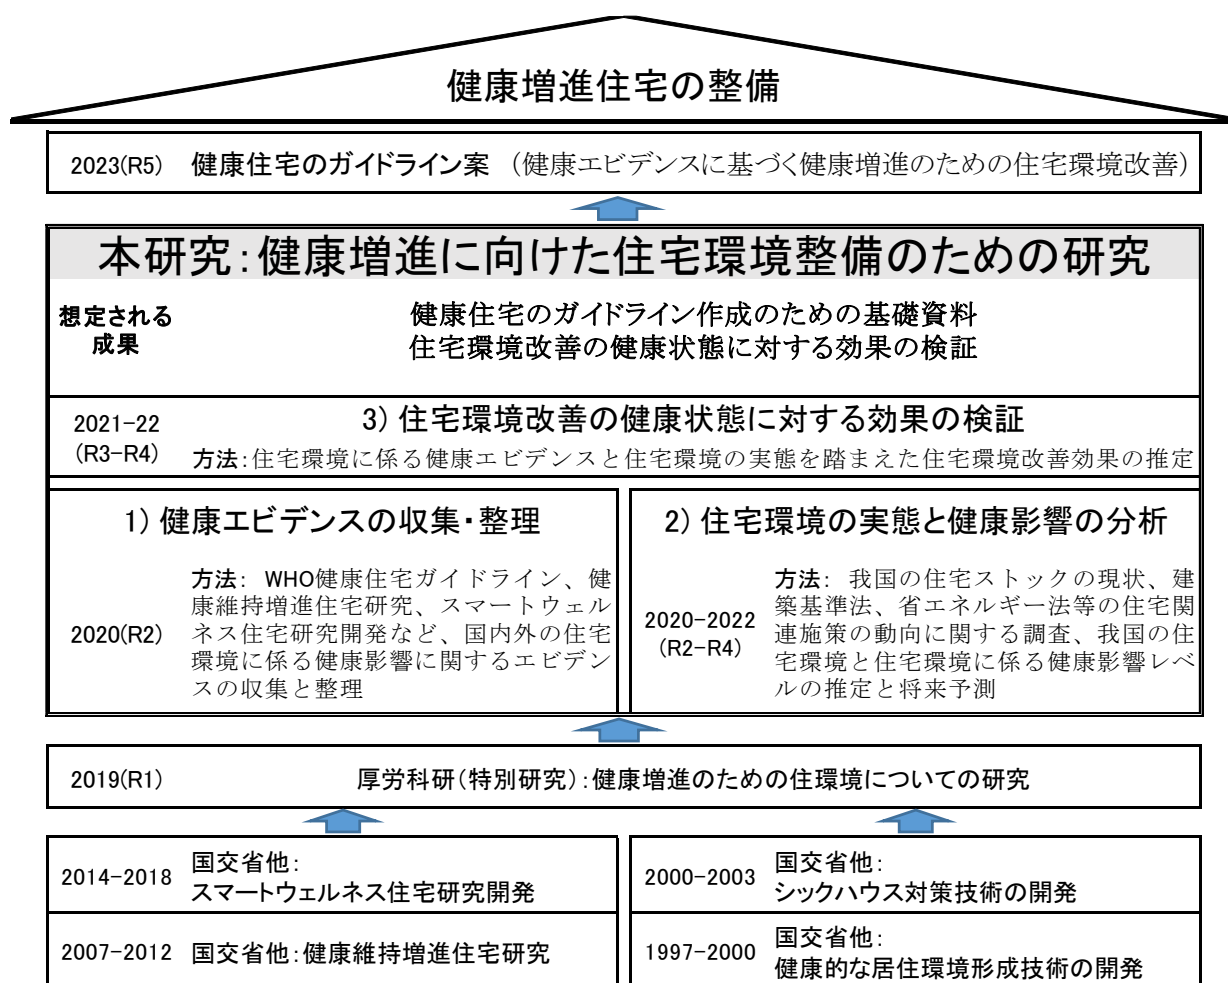 健康増進住宅の整備
2023(R5) 健康住宅のガイドライン案 （健康エビデンスに基づく健康増進のための住宅環境改善）
本研究：健康増進に向けた住宅環境整備のための研究
想定される
成果
健康住宅のガイドライン作成のための基礎資料
住宅環境改善の健康状態に対する効果の検証
2021-22
(R3-R4)
3) 住宅環境改善の健康状態に対する効果の検証
方法：住宅環境に係る健康エビデンスと住宅環境の実態を踏まえた住宅環境改善効果の推定
1) 健康エビデンスの収集・整理
2020(R2)
方法： WHO健康住宅ガイドライン、健
康維持増進住宅研究、スマートウェル
ネス住宅研究開発など、国内外の住宅
環境に係る健康影響に関するエビデン
スの収集と整理
2) 住宅環境の実態と健康影響の分析
2020-2022
(R2-R4)
方法： 我国の住宅ストックの現状、建
築基準法、省エネルギー法等の住宅関
連施策の動向に関する調査、我国の住
宅環境と住宅環境に係る健康影響レベ
ルの推定と将来予測
2019(R1) 厚労科研（特別研究）：健康増進のための住環境についての研究
2014-2018
国交省他：
スマートウェルネス住宅研究開発
2007-2012 国交省他：健康維持増進住宅研究
2000-2003
国交省他：
シックハウス対策技術の開発
1997-2000
国交省他：
健康的な居住環境形成技術の開発